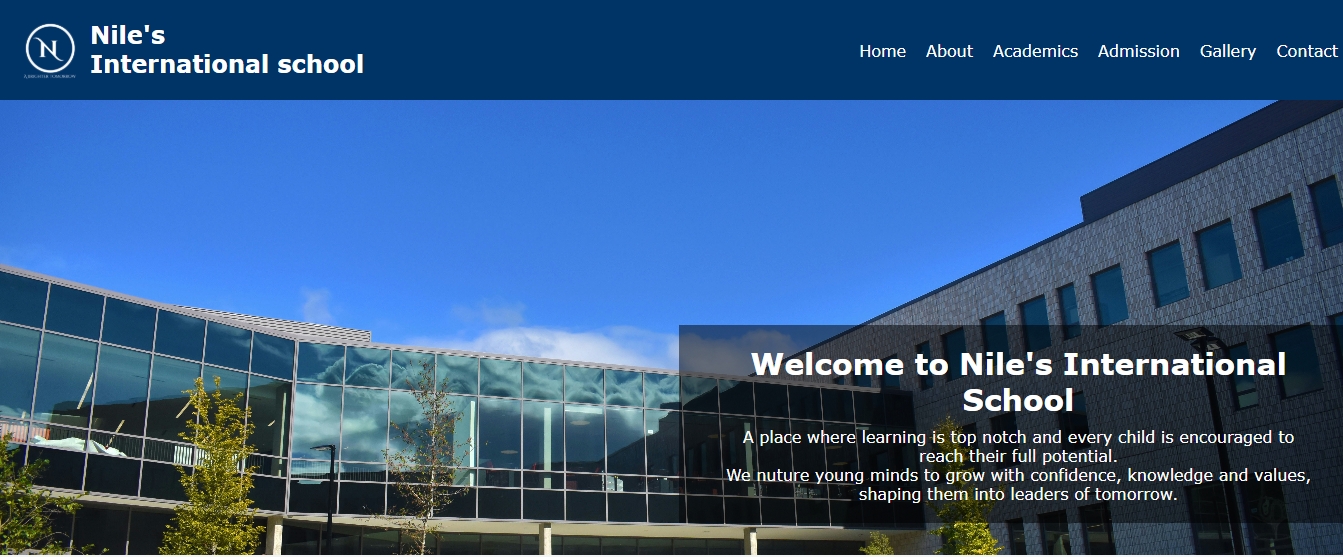 N
Nile's
International school
Home About Academics Admission Gallery Contact
Welcome to Nile's International
School
A place where learning is top notch and every child is encouraged to
reach their full potential.
We nuture young minds to grow with confidence, knowledge and values,
shaping them into leaders of tomorrow.